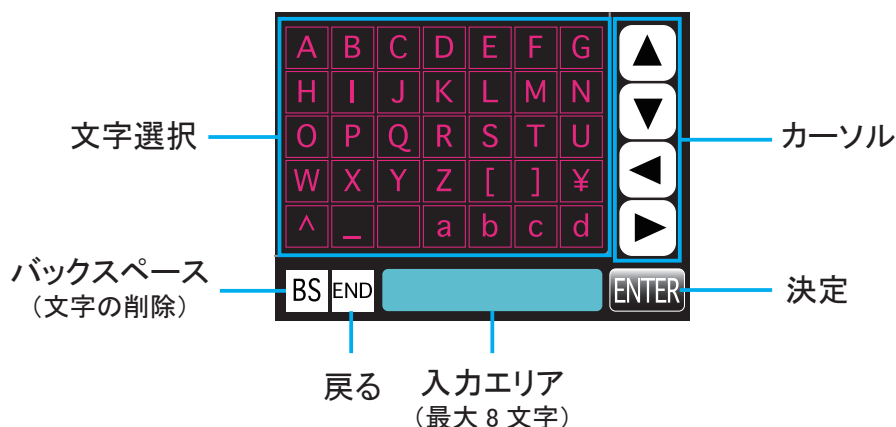 A B C D E F G
H I J K L M N
O P Q R S T U
W X Y Z [ ] ¥
^ _ a b c d
文字選択
カーソル
バックスペース
（文字の削除）
BS END
ENTER
決定
戻る
入力エリア
（最大 8 文字）